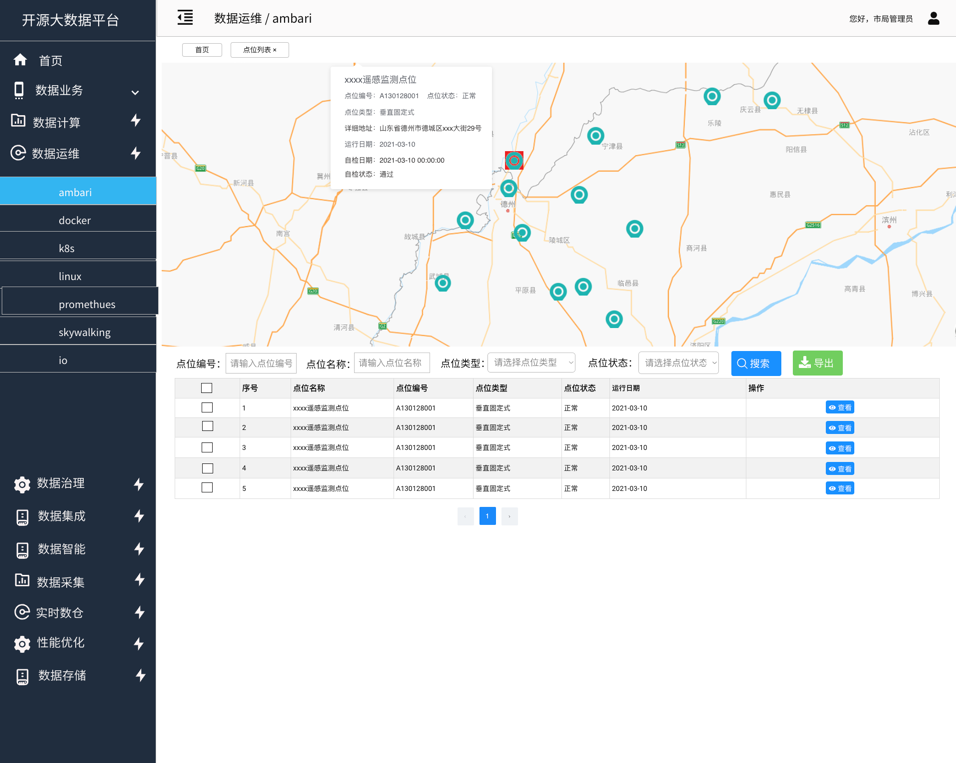 开源大数据平台
数据运维 / ambari
您好，市局管理员
首页
点位列表 ×
首页
数据业务
数据计算
数据运维
ambari
docker
k8s
linux
promethues
skywalking
io
数据治理
数据集成
数据智能
数据采集
实时数仓
性能优化
数据存储
xxxx遥感监测点位
点位编号：A130128001 点位状态：正常
点位类型：垂直固定式
详细地址：山东省德州市德城区xxx大街29号
运行日期：2021-03-10
自检日期：2021-03-10 00:00:00
自检状态：通过
庆云县
无棣县
乐陵
沾化区
宁津县
阳信县
新河县
惠民县
德州
滨州
南宫
故城县
陵城区
商河县
武城县
临邑县
平原县
高青县
博兴县
清河县
点位编号： 请输入点位编号 点位名称： 请输入点位名称 点位类型： 请选择点位类型 点位状态： 请选择点位状态 搜索 导出
序号 点位名称 点位编号 点位类型 点位状态 运行日期 操作
1 xxxx遥感监测点位 A130128001 垂直固定式 正常 2021-03-10 查看
2 xxxx遥感监测点位 A130128001 垂直固定式 正常 2021-03-10 查看
3 xxxx遥感监测点位 A130128001 垂直固定式 正常 2021-03-10 查看
4 xxxx遥感监测点位 A130128001 垂直固定式 正常 2021-03-10 查看
5 xxxx遥感监测点位 A130128001 垂直固定式 正常 2021-03-10 查看
1